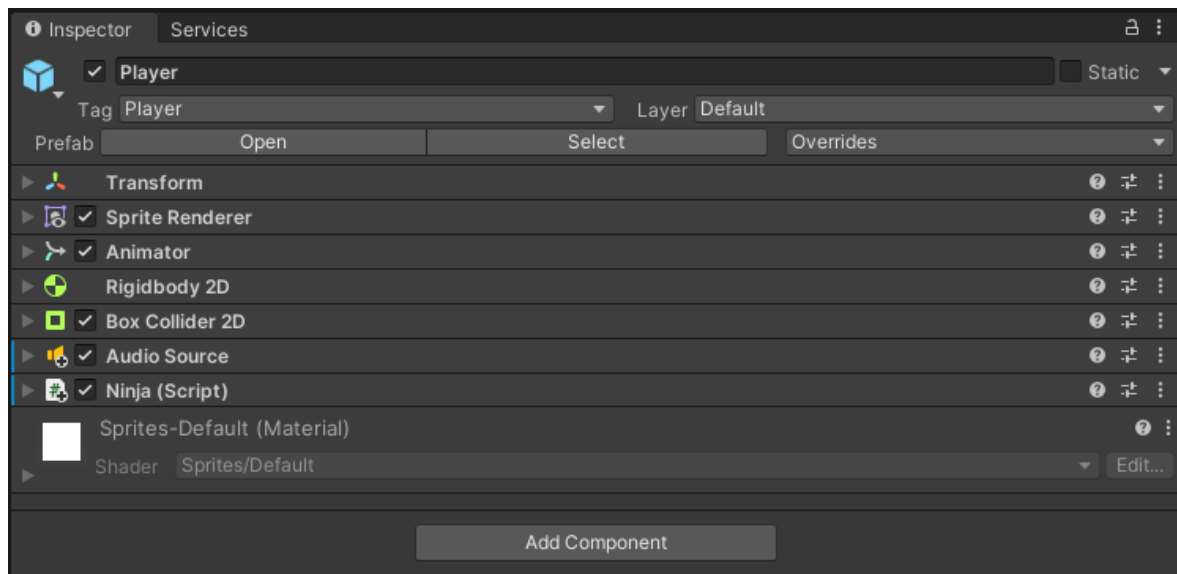 Inspector Services
Player Static
Tag Player Layer Default
Prefab Open Select Overrides
Transform
Sprite Renderer
Animator
Rigidbody 2D
Box Collider 2D
Audio Source
# Ninja (Script)
Sprites-Default (Material)
Shader Sprites/Default Edit...
Add Component